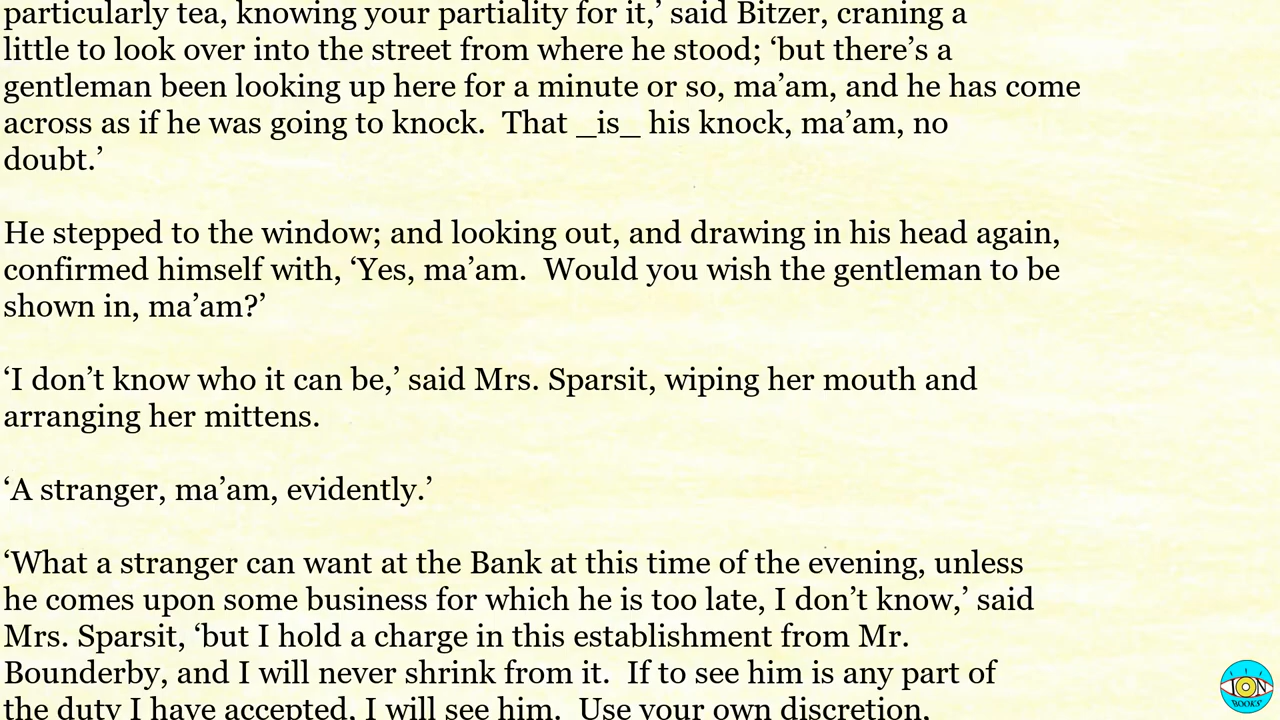 particularly tea, knowing your partiality for it,’ said Bitzer, craning a
little to look over into the street from where he stood; ‘but there’s a
gentleman been looking up here for a minute or so, ma’am, and he has come
across as if he was going to knock.  That _is_ his knock, ma’am, no
doubt.’
He stepped to the window; and looking out, and drawing in his head again,
confirmed himself with, ‘Yes, ma’am.  Would you wish the gentleman to be
shown in, ma’am?’
‘I don’t know who it can be,’ said Mrs. Sparsit, wiping her mouth and
arranging her mittens.
‘A stranger, ma’am, evidently.’
‘What a stranger can want at the Bank at this time of the evening, unless
he comes upon some business for which he is too late, I don’t know,’ said
Mrs. Sparsit, ‘but I hold a charge in this establishment from Mr.
Bounderby, and I will never shrink from it.  If to see him is any part of
the duty I have accepted, I will see him.  Use your own discretion,
ION
BOOKS